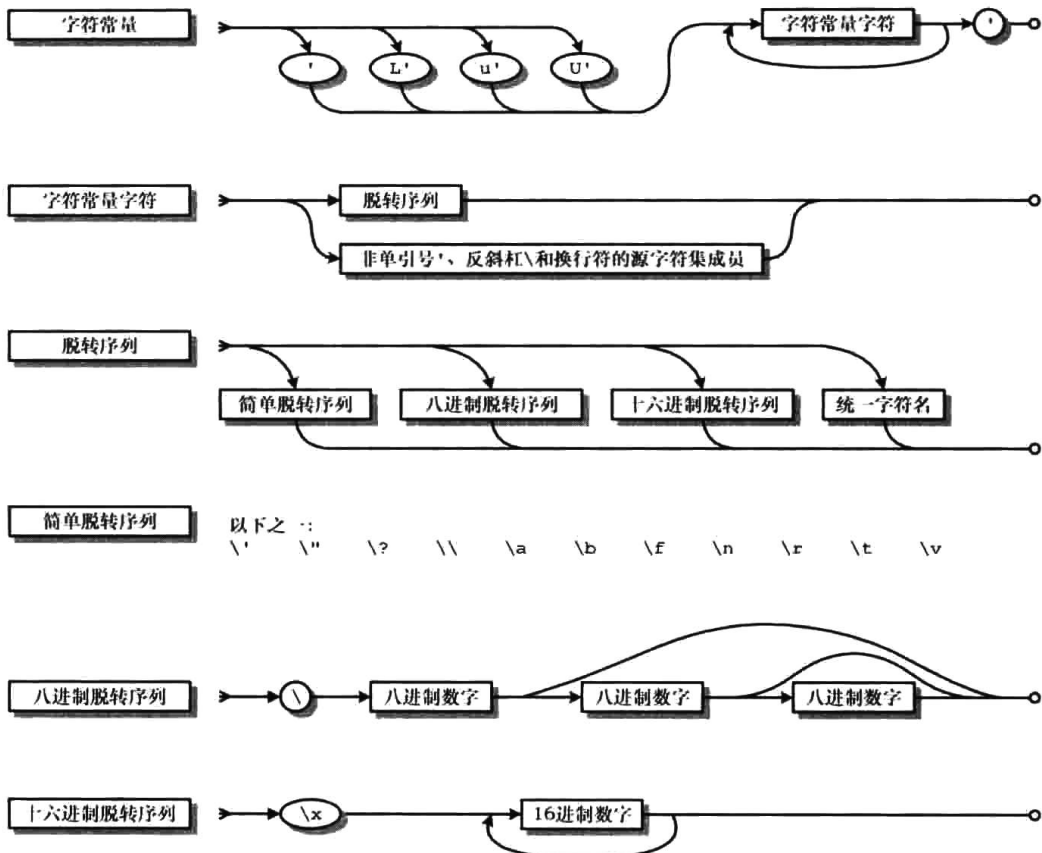 字符常量
字符常量字符
'
' L' u' U'
字符常量字符
脱转序列
非单引号'、反斜杠\和换行符的源字符集成员
脱转序列
简单脱转序列 八进制脱转序列 十六进制脱转序列 统一字符名
简单脱转序列
以下之一:
\' \" \? \\ \a \b \f \n \r \t \v
八进制脱转序列
\
八进制数字
八进制数字
八进制数字
十六进制脱转序列
\x
16进制数字